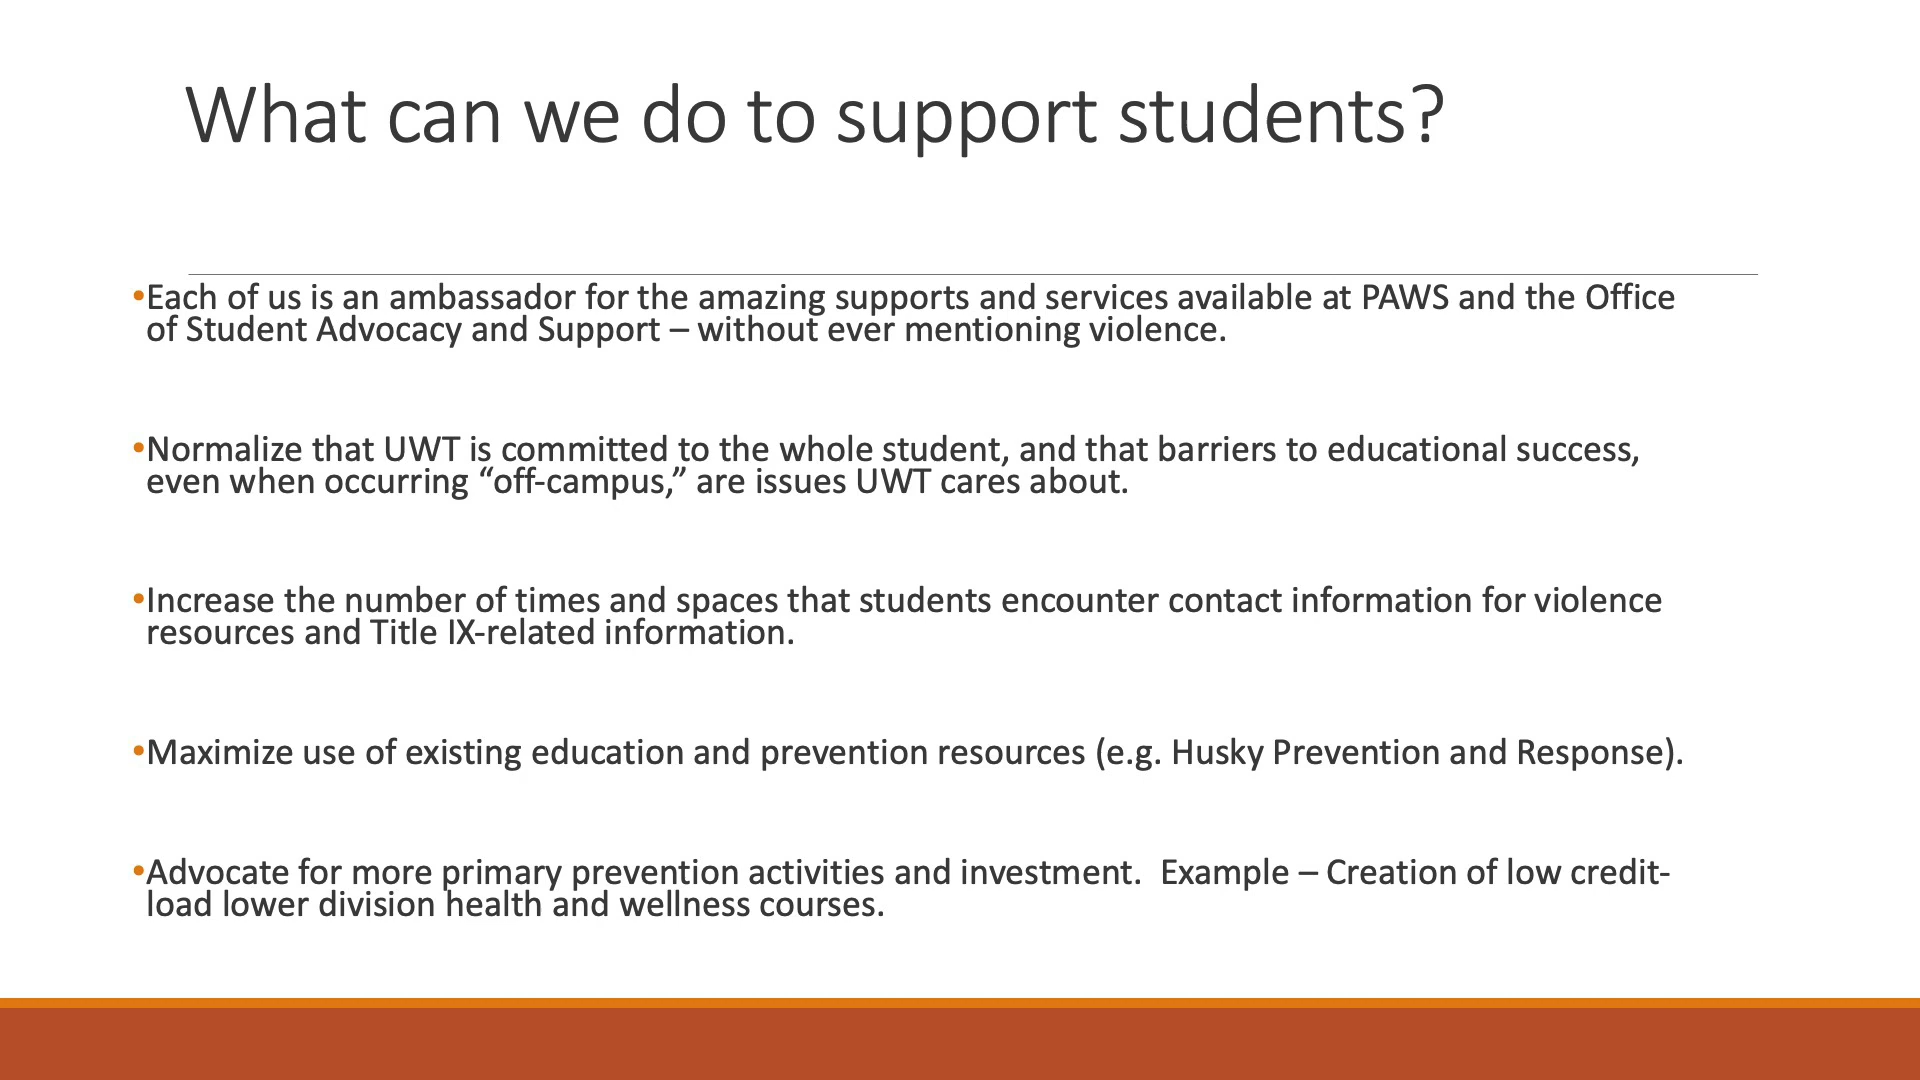 What can we do to support students?
•Each of us is an ambassador for the amazing supports and services available at PAWS and the Office
of Student Advocacy and Support – without ever mentioning violence.
•Normalize that UWT is committed to the whole student, and that barriers to educational success,
even when occurring “off-campus,” are issues UWT cares about.
•Increase the number of times and spaces that students encounter contact information for violence
resources and Title IX-related information.
•Maximize use of existing education and prevention resources (e.g. Husky Prevention and Response).
•Advocate for more primary prevention activities and investment.  Example – Creation of low credit-
load lower division health and wellness courses.